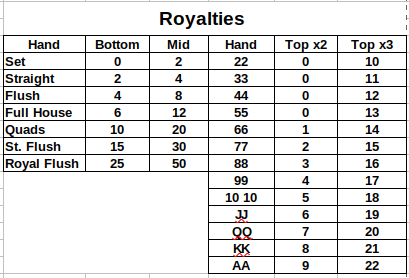 Royalties
Hand Bottom Mid Hand Top x2 Top x3
Set 0 2 22 0 10
Straight 2 4 33 0 11
Flush 4 8 44 0 12
Full House 6 12 55 0 13
Quads 10 20 66 1 14
St. Flush 15 30 77 2 15
Royal Flush 25 50 88 3 16
99 4 17
10 10 5 18
JJ 6 19
QQ 7 20
KK 8 21
AA 9 22